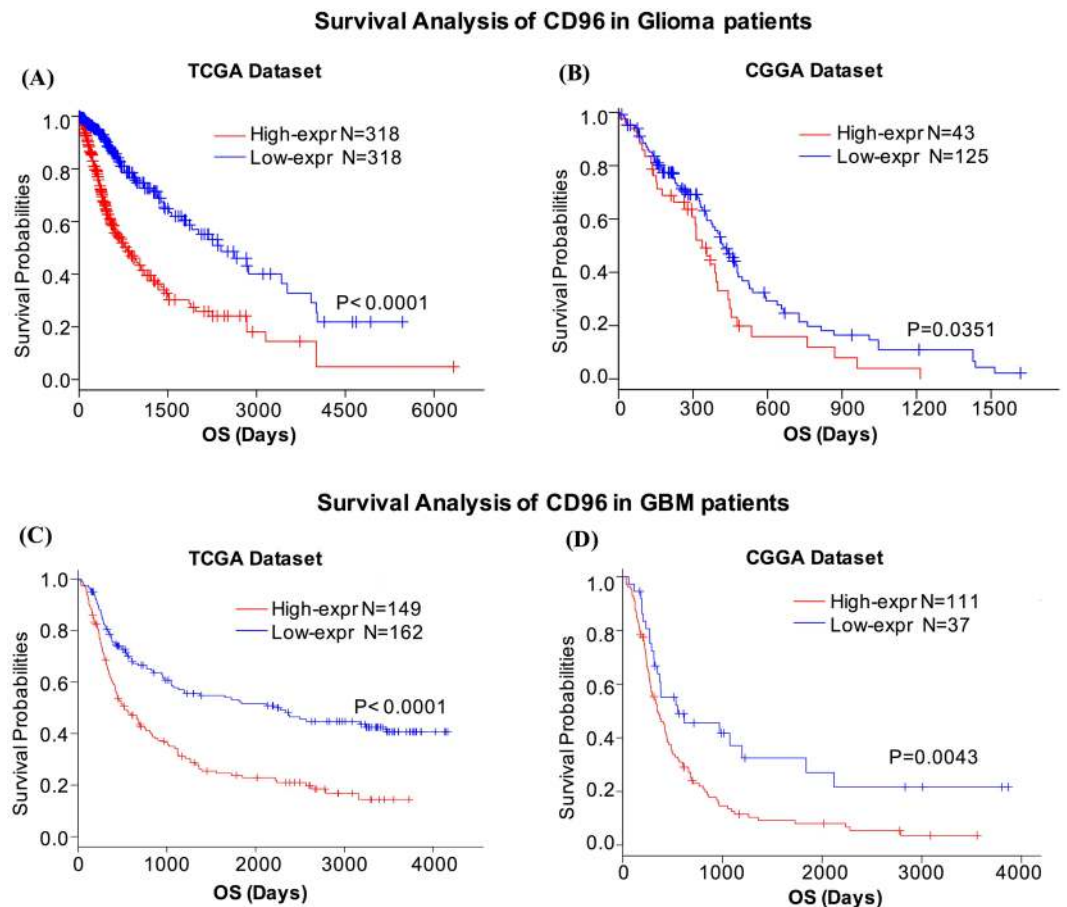 Survival Analysis of CD96 in Glioma patients
(A)
TCGA Dataset
Survival Probabilities
1.0
0.8
0.6
0.4
0.2
0.0
High-expr N=318
Low-expr N=318
P< 0.0001
0 1500 3000 4500 6000
OS (Days)
(B)
CGGA Dataset
Survival Probabilities
1.0
0.8
0.6
0.4
0.2
0.0
High-expr N=43
Low-expr N=125
P=0.0351
0 300 600 900 1200 1500
OS (Days)
Survival Analysis of CD96 in GBM patients
(C)
TCGA Dataset
Survival Probabilities
1.0
0.8
0.6
0.4
0.2
0.0
High-expr N=149
Low-expr N=162
P< 0.0001
0 1000 2000 3000 4000
OS (Days)
(D)
CGGA Dataset
Survival Probabilities
1.0
0.8
0.6
0.4
0.2
0.0
High-expr N=111
Low-expr N=37
P=0.0043
0 1000 2000 3000 4000
OS (Days)